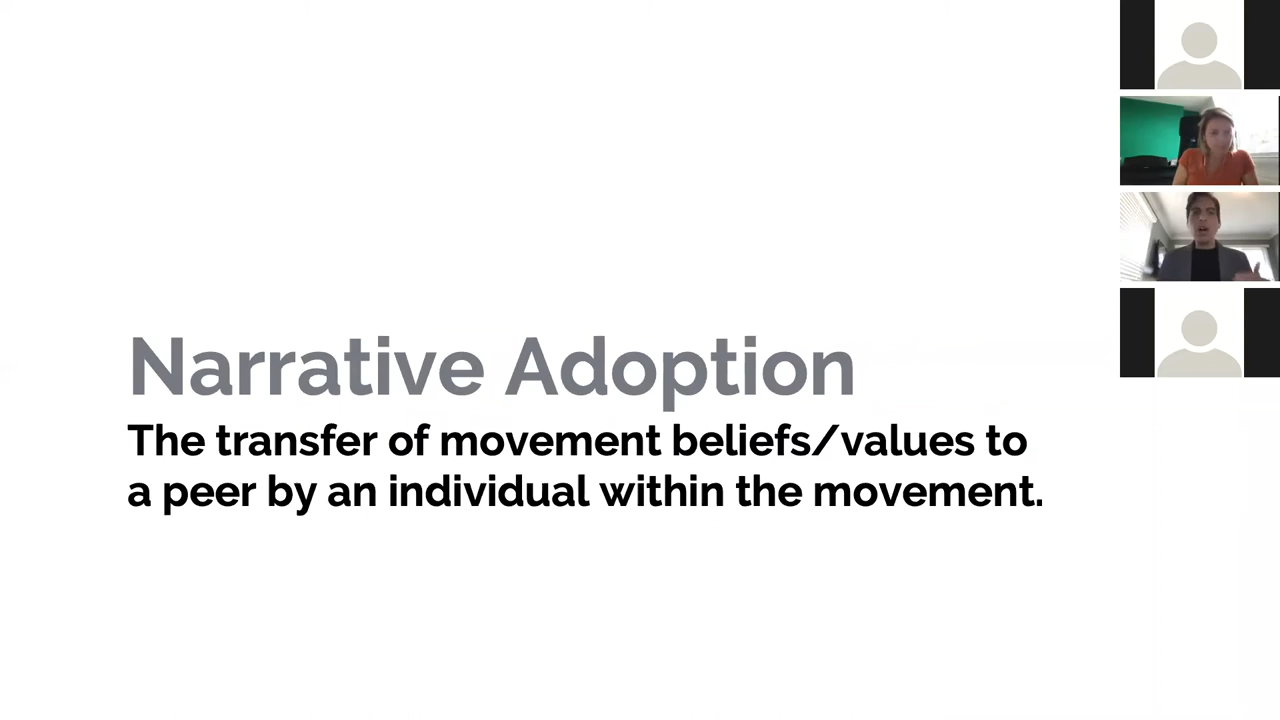 Narrative Adoption
The transfer of movement beliefs/values to
a peer by an individual within the movement.